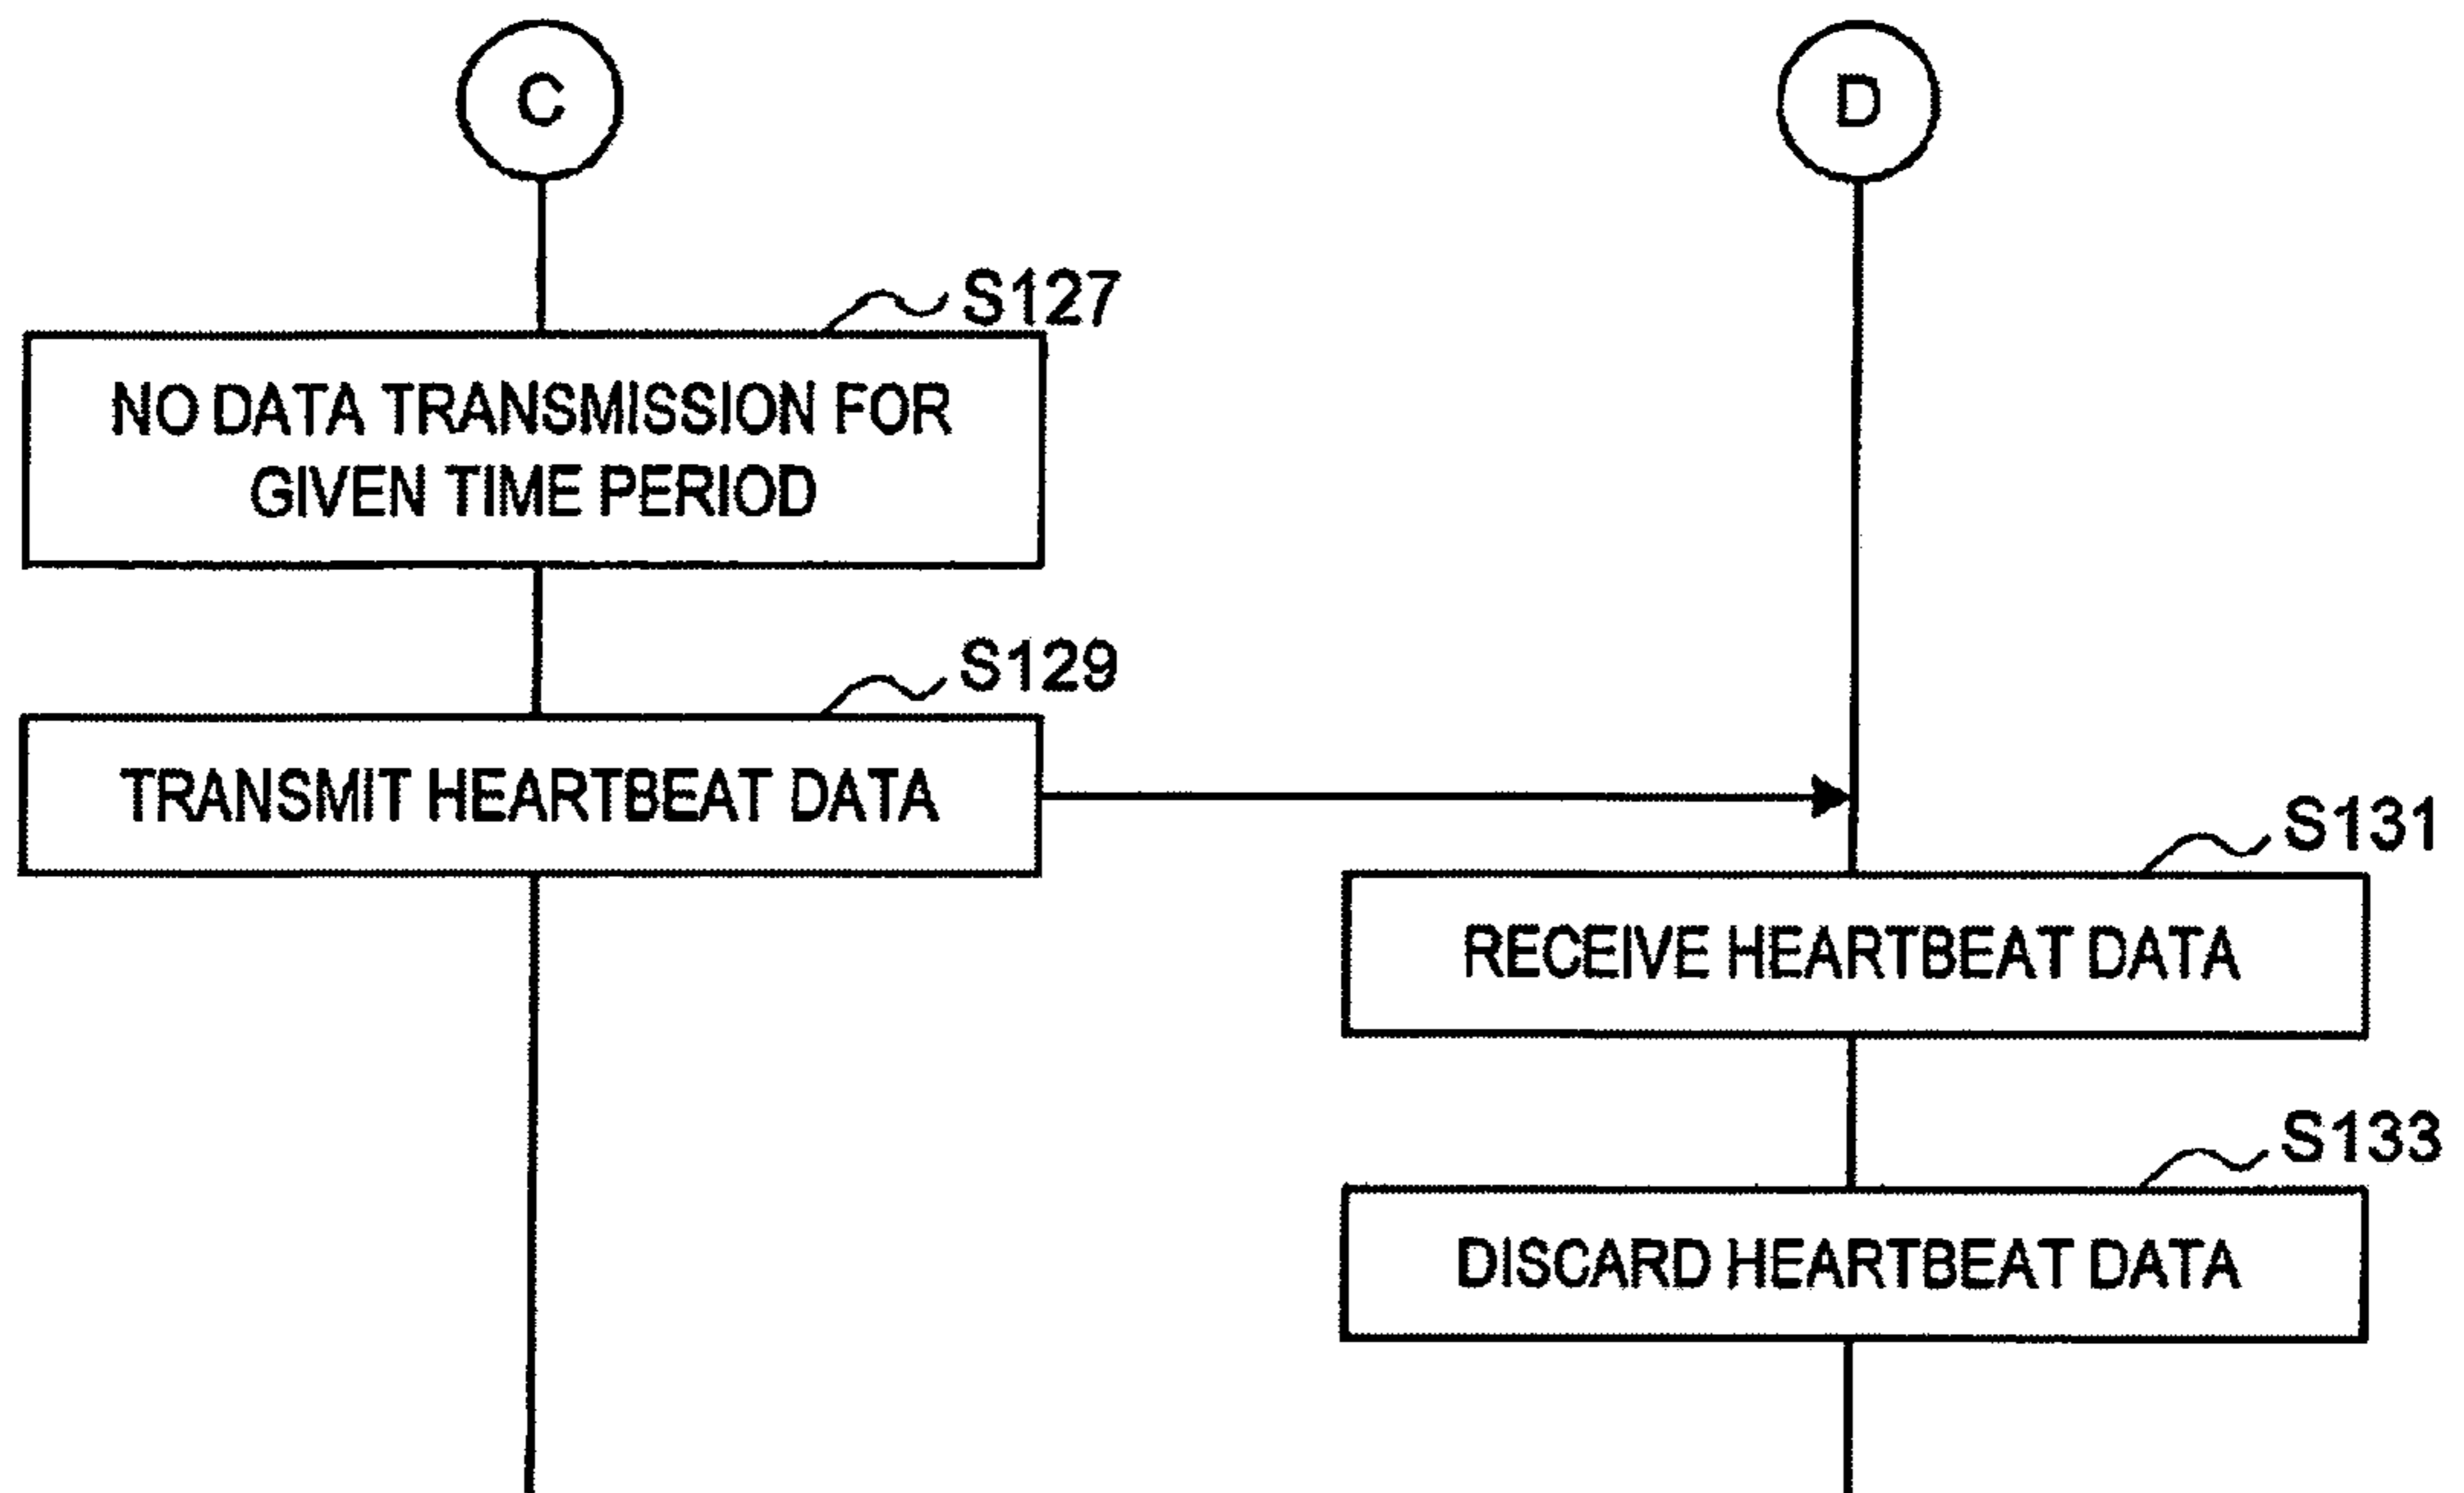 C
D
S127
NO DATA TRANSMISSION FOR
GIVEN TIME PERIOD
S129
TRANSMIT HEARTBEAT DATA
S131
RECEIVE HEARTBEAT DATA
S133
DISCARD HEARTBEAT DATA